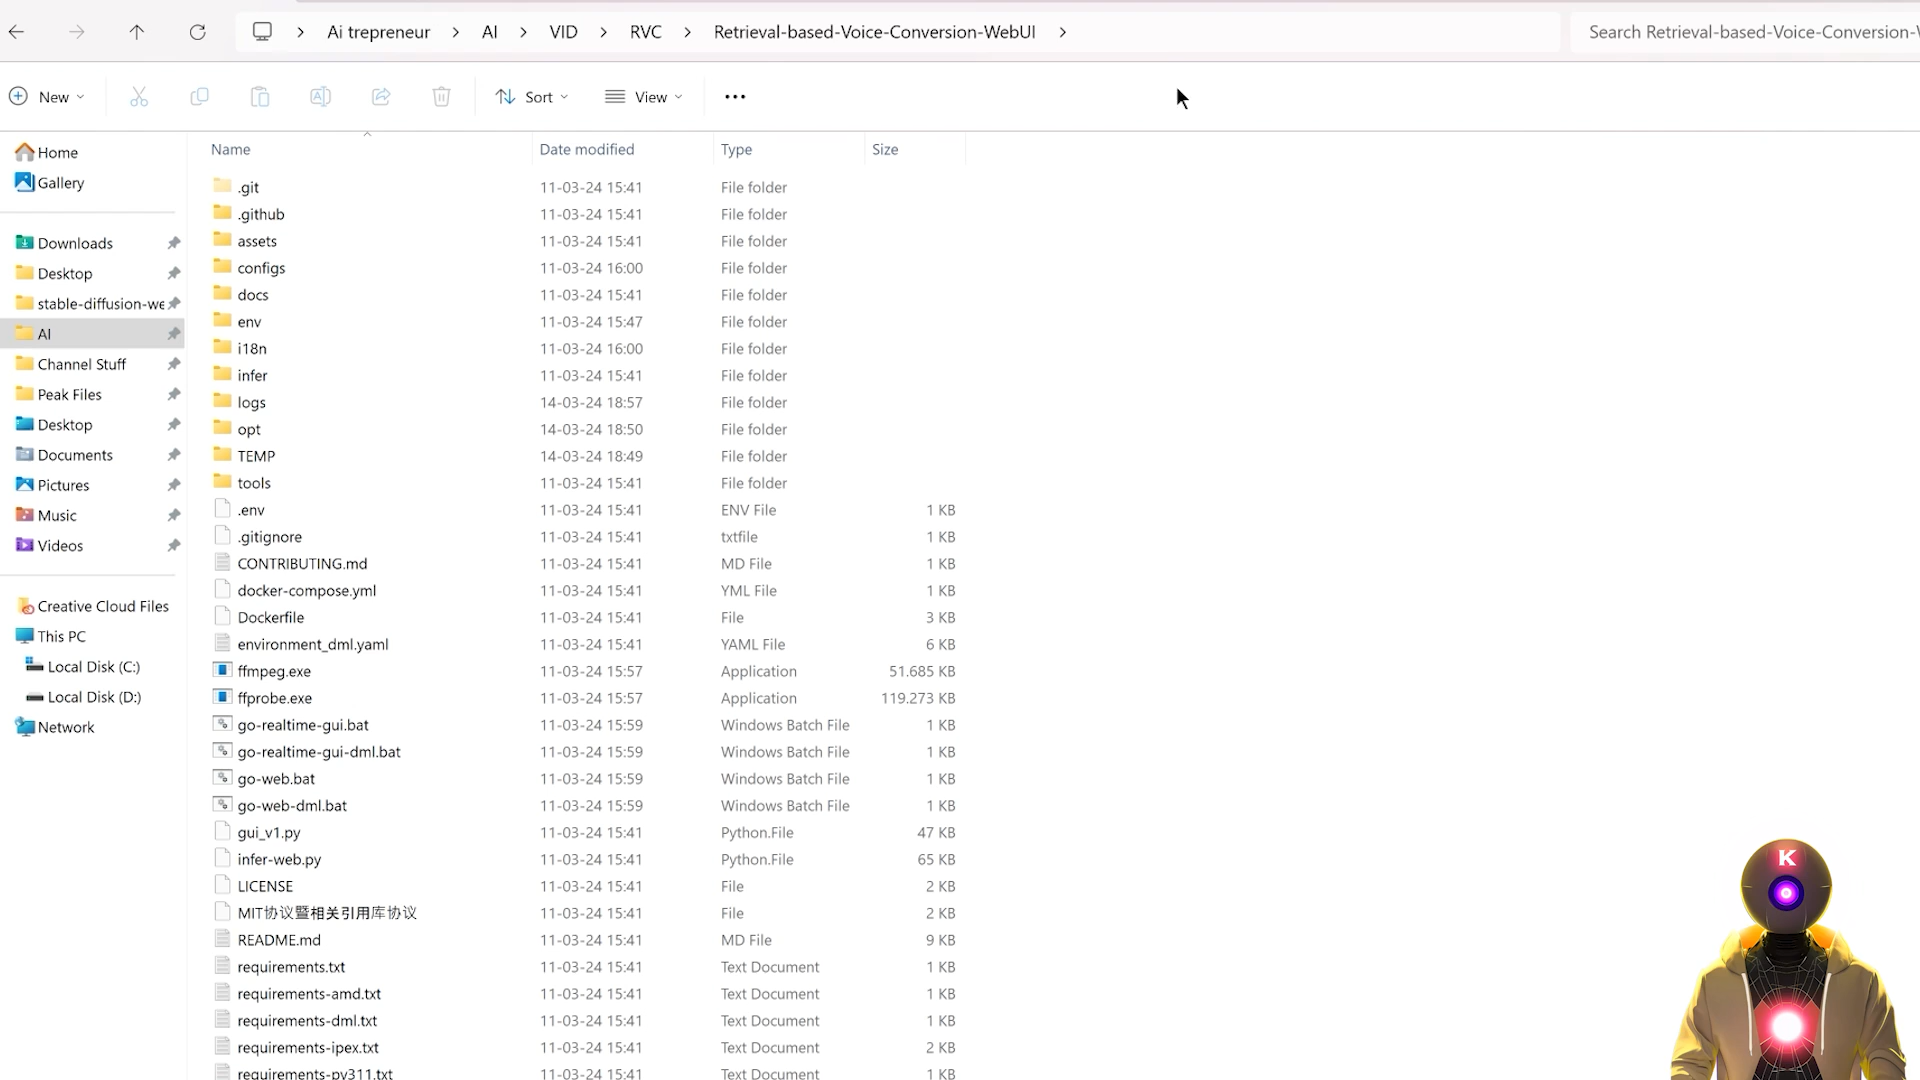 Ai trepreneur > AI > VID > RVC > Retrieval-based-Voice-Conversion-WebUI >
Search Retrieval-based-Voice-Conversion-W
New
Sort
View
Name Date modified Type Size
Home
Gallery
Downloads
Desktop
stable-diffusion-we
AI
Channel Stuff
Peak Files
Desktop
Documents
Pictures
Music
Videos
Creative Cloud Files
This PC
Local Disk (C:)
Local Disk (D:)
Network
.git 11-03-24 15:41 File folder
.github 11-03-24 15:41 File folder
assets 11-03-24 15:41 File folder
configs 11-03-24 16:00 File folder
docs 11-03-24 15:41 File folder
env 11-03-24 15:47 File folder
i18n 11-03-24 16:00 File folder
infer 11-03-24 15:41 File folder
logs 14-03-24 18:57 File folder
opt 14-03-24 18:50 File folder
TEMP 14-03-24 18:49 File folder
tools 11-03-24 15:41 File folder
.env 11-03-24 15:41 ENV File 1 KB
.gitignore 11-03-24 15:41 txtfile 1 KB
CONTRIBUTING.md 11-03-24 15:41 MD File 1 KB
docker-compose.yml 11-03-24 15:41 YML File 1 KB
Dockerfile 11-03-24 15:41 File 3 KB
environment_dml.yaml 11-03-24 15:41 YAML File 6 KB
ffmpeg.exe 11-03-24 15:57 Application 51.685 KB
ffprobe.exe 11-03-24 15:57 Application 119.273 KB
go-realtime-gui.bat 11-03-24 15:59 Windows Batch File 1 KB
go-realtime-gui-dml.bat 11-03-24 15:59 Windows Batch File 1 KB
go-web.bat 11-03-24 15:59 Windows Batch File 1 KB
go-web-dml.bat 11-03-24 15:59 Windows Batch File 1 KB
gui_v1.py 11-03-24 15:41 Python.File 47 KB
infer-web.py 11-03-24 15:41 Python.File 65 KB
LICENSE 11-03-24 15:41 File 2 KB
MIT协议暨相关引用库协议 11-03-24 15:41 File 2 KB
README.md 11-03-24 15:41 MD File 9 KB
requirements.txt 11-03-24 15:41 Text Document 1 KB
requirements-amd.txt 11-03-24 15:41 Text Document 1 KB
requirements-dml.txt 11-03-24 15:41 Text Document 1 KB
requirements-ipex.txt 11-03-24 15:41 Text Document 2 KB
requirements-py311.txt 11-03-24 15:41 Text Document 1 KB
K